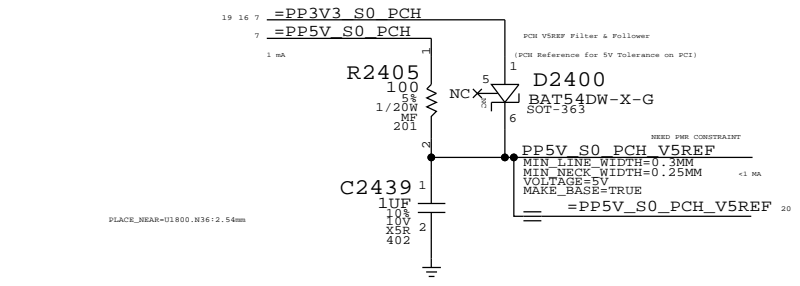 19 16 7 =PP3V3_S0_PCH
7 =PP5V_S0_PCH
1 mA
PCH V5REF Filter & Follower
(PCH Reference for 5V Tolerance on PCI)
1
R2405
100
5%
1/20W
MF
201
2
1
5
NC
NC
D2400
BAT54DW-X-G
SOT-363
6
NEED PWR CONSTRAINT
PP5V_S0_PCH_V5REF
MIN_LINE_WIDTH=0.3MM
MIN_NECK_WIDTH=0.25MM
<1 MA
VOLTAGE=5V
MAKE_BASE=TRUE
=PP5V_S0_PCH_V5REF 20
C2439
1
1UF
10%
10V
X5R
402
2
PLACE_NEAR=U1800.N36:2.54mm